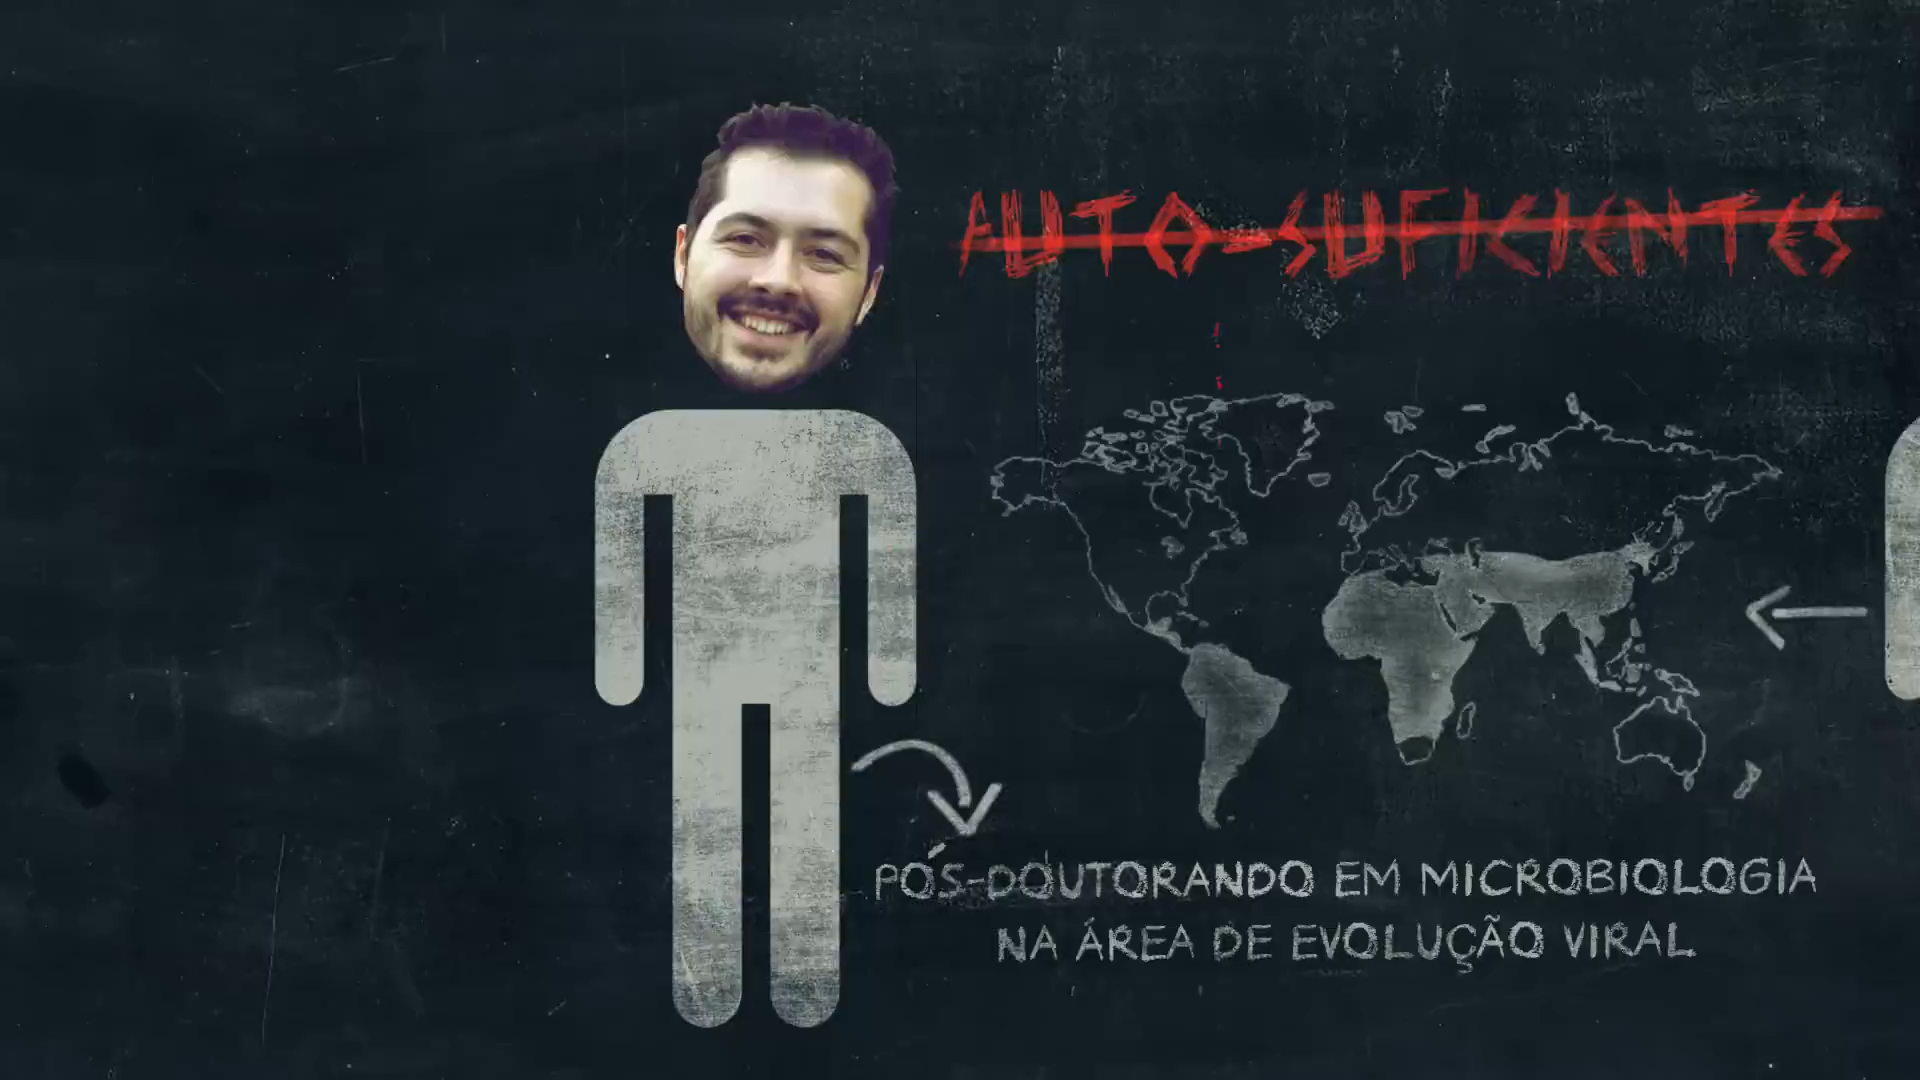 AUTO-SUFICIENTES
PÓS-DOUTORANDO EM MICROBIOLOGIA
NA ÁREA DE EVOLUÇÃO VIRAL